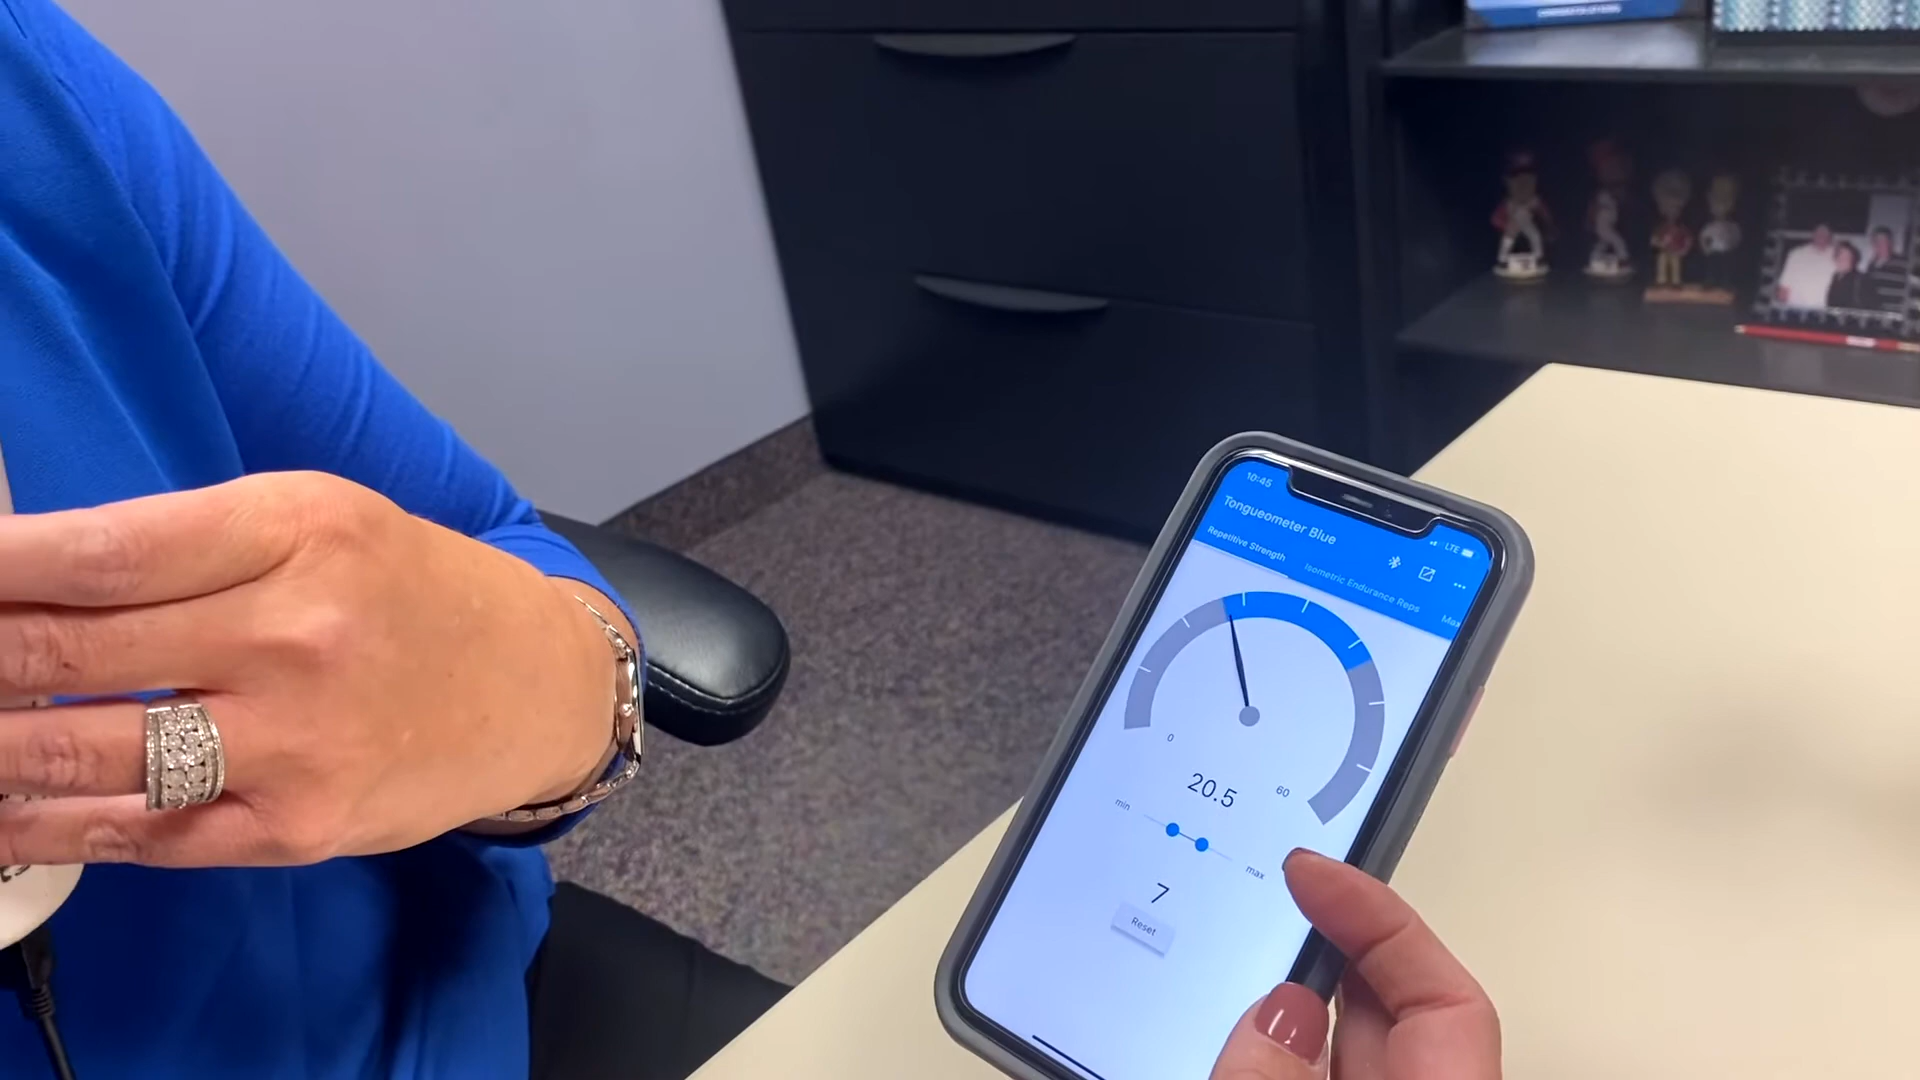 10:45
LTE
Tongueometer Blue
Repetitive Strength
Isometric Endurance Reps
Max
0
60
20.5
min
max
7
Reset